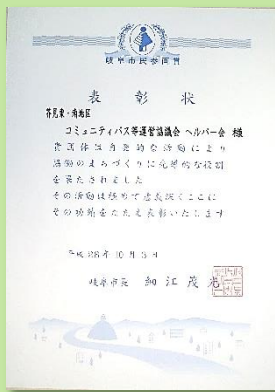 岐阜市民参画賞
表彰状
芥見東・南地区
コミュニティバス等運営協議会 ヘルパー会 様
貴団体は自発的な活動により
活動のまちづくりに先導的な役割
を果たされました
その活動は極めて意義深くここに
その功績をたたえ表彰いたします
平成28年10月3日
岐阜市長 細江茂光